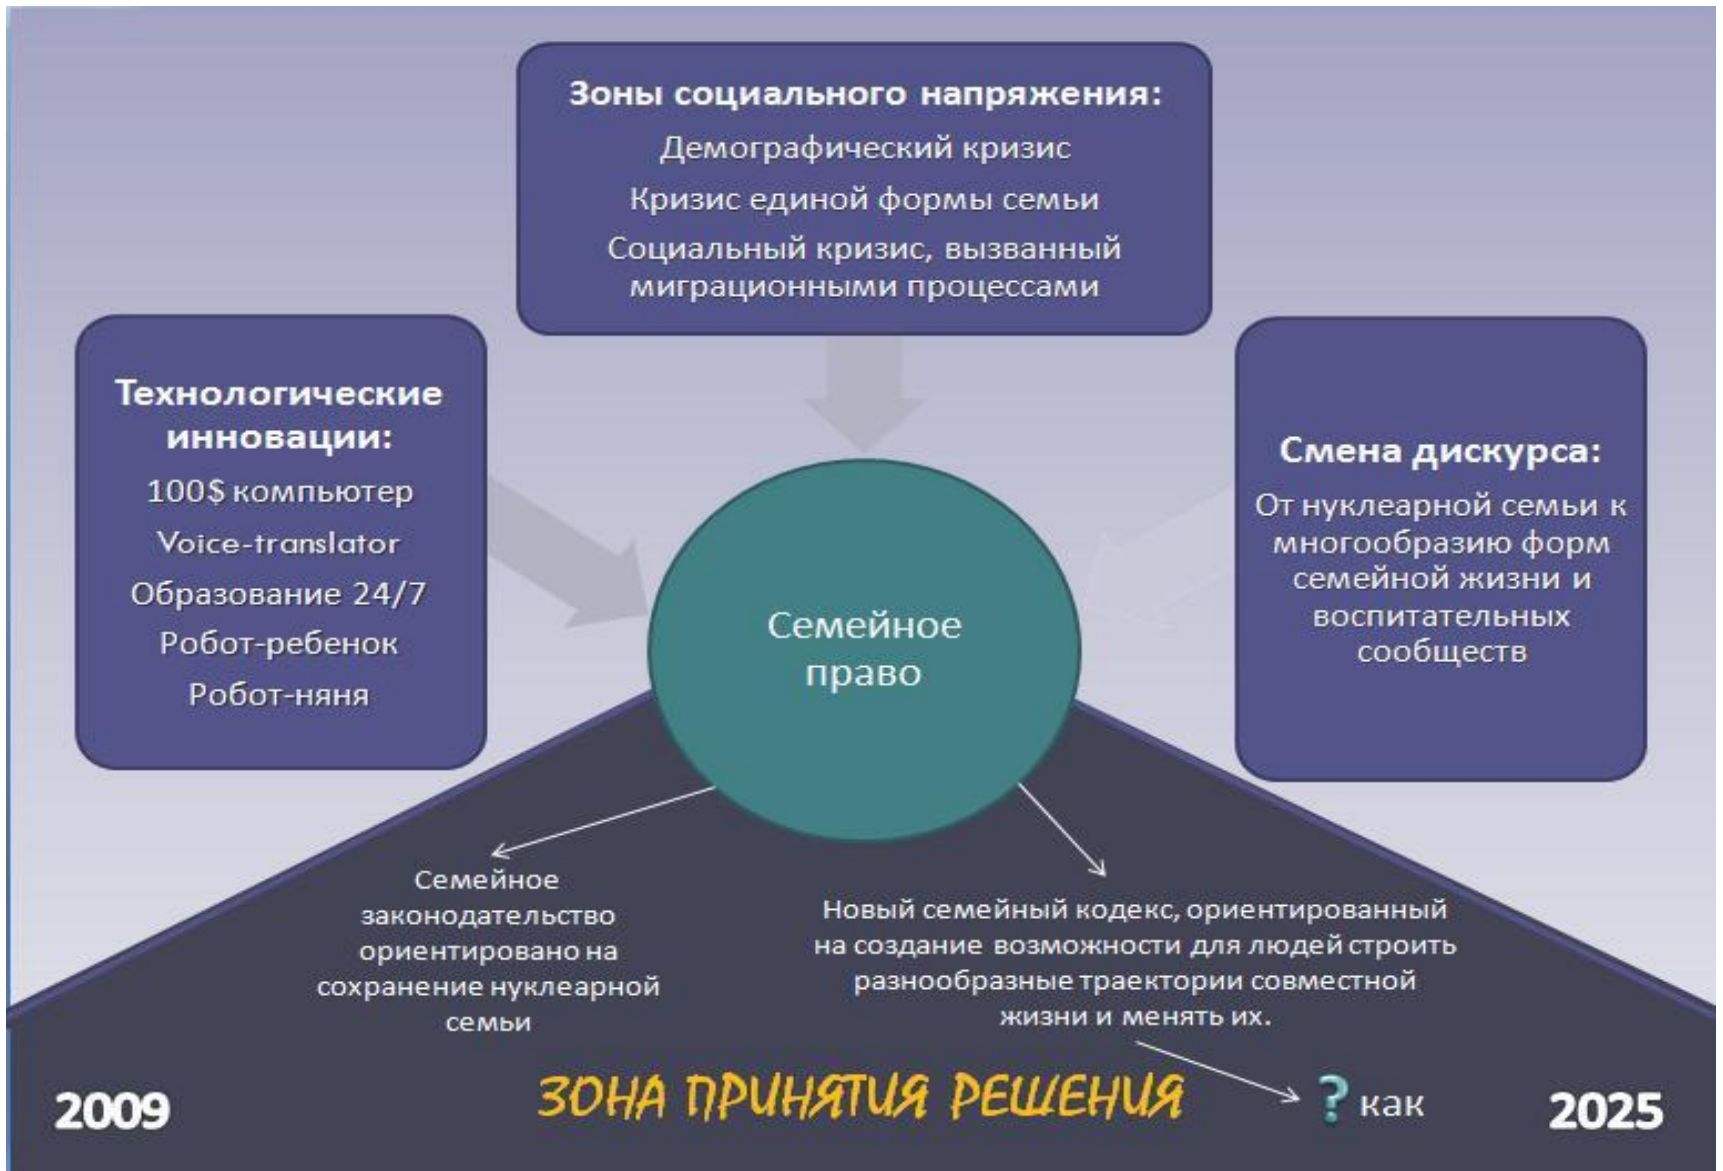 Зоны социального напряжения:
Демографический кризис
Кризис единой формы семьи
Социальный кризис, вызванный
миграционными процессами
Технологические
инновации:
100$ компьютер
Voice-translator
Образование 24/7
Робот-ребенок
Робот-няня
Смена дискурса:
От нуклеарной семьи к
многообразию форм
семейной жизни и
воспитательных
сообществ
Семейное
право
Семейное
законодательство
ориентировано на
сохранение нуклеарной
семьи
Новый семейный кодекс, ориентированный
на создание возможности для людей строить
разнообразные траектории совместной
жизни и менять их.
2009
ЗОНА ПРИНЯТИЯ РЕШЕНИЯ
? как
2025